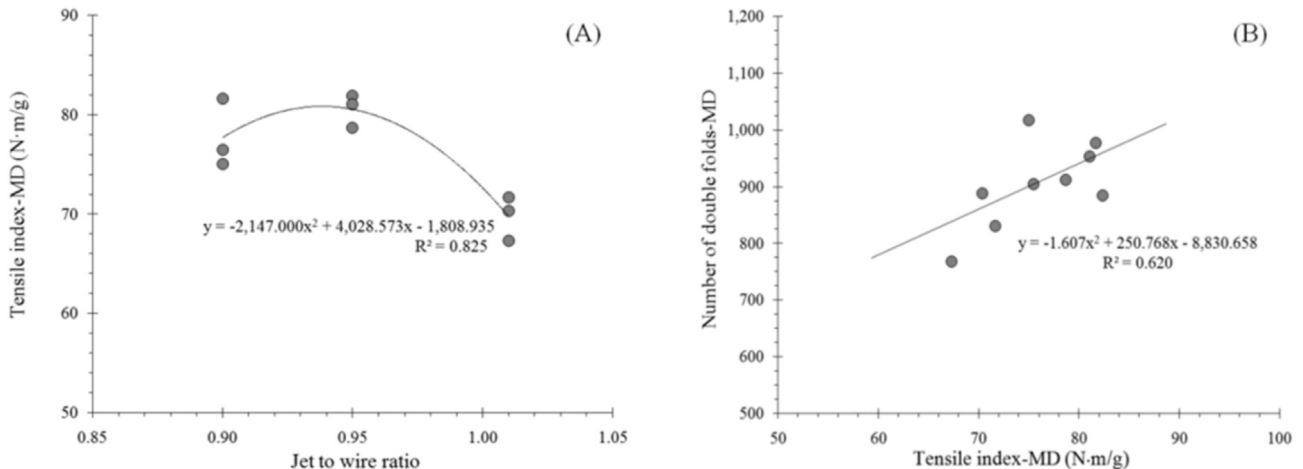 (A)
Tensile index-MD (N·m/g)
90
80
70
60
50
y = -2,147.000x² + 4,028.573x - 1,808.935
R² = 0.825
0.85 0.90 0.95 1.00 1.05
Jet to wire ratio
(B)
Number of double folds-MD
1,200
1,100
1,000
900
800
700
600
500
y = -1.607x² + 250.768x - 8,830.658
R² = 0.620
50 60 70 80 90 100
Tensile index-MD (N·m/g)